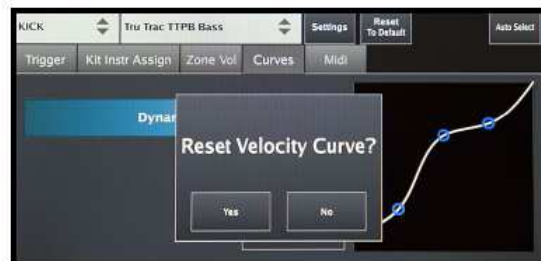 KICK
Tru Trac TTPB Bass
Settings
Reset
To Default
Auto Select
Trigger
Kit Instr Assign
Zone Vol
Curves
Midi
Dynar
Reset Velocity Curve?
Yes
No